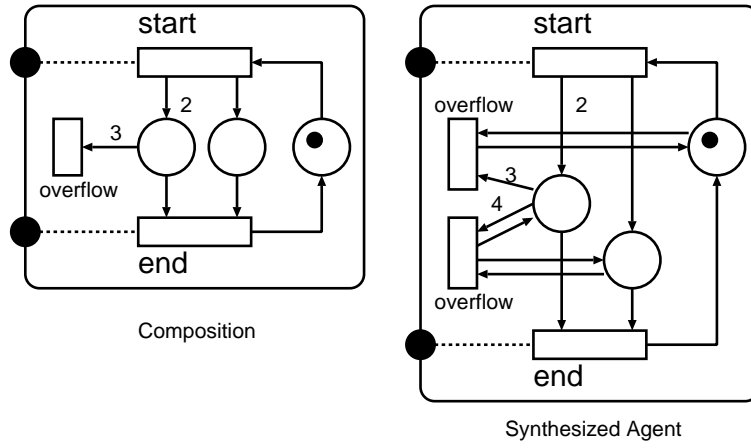 start
2
3
overflow
end
Composition
start
2
overflow
3
4
overflow
end
Synthesized Agent